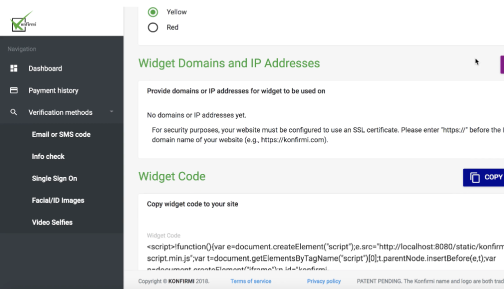 Konfirmi
Navigation
Dashboard
Payment history
Verification methods
Email or SMS code
Info check
Single Sign On
Facial/ID Images
Video Selfies
Yellow
Red
Widget Domains and IP Addresses
Provide domains or IP addresses for widget to be used on
No domains or IP addresses yet.
For security purposes, your website must be configured to use an SSL certificate. Please enter "https://" before the
domain name of your website (e.g., https://konfirmi.com).
Widget Code
COPY
Copy widget code to your site
Widget Code
<script>!function(){var e=document.createElement("script");e.src="http://localhost:8080/static/konfirm
script.min.js";var t=document.getElementsByTagName("script")[0];t.parentNode.insertBefore(e,t);var
n=document.createElement("iframe");n.id="konfirmi
Copyright © KONFIRMI 2018.
Terms of service
Privacy policy
PATENT PENDING. The Konfirmi name and logo are both trad